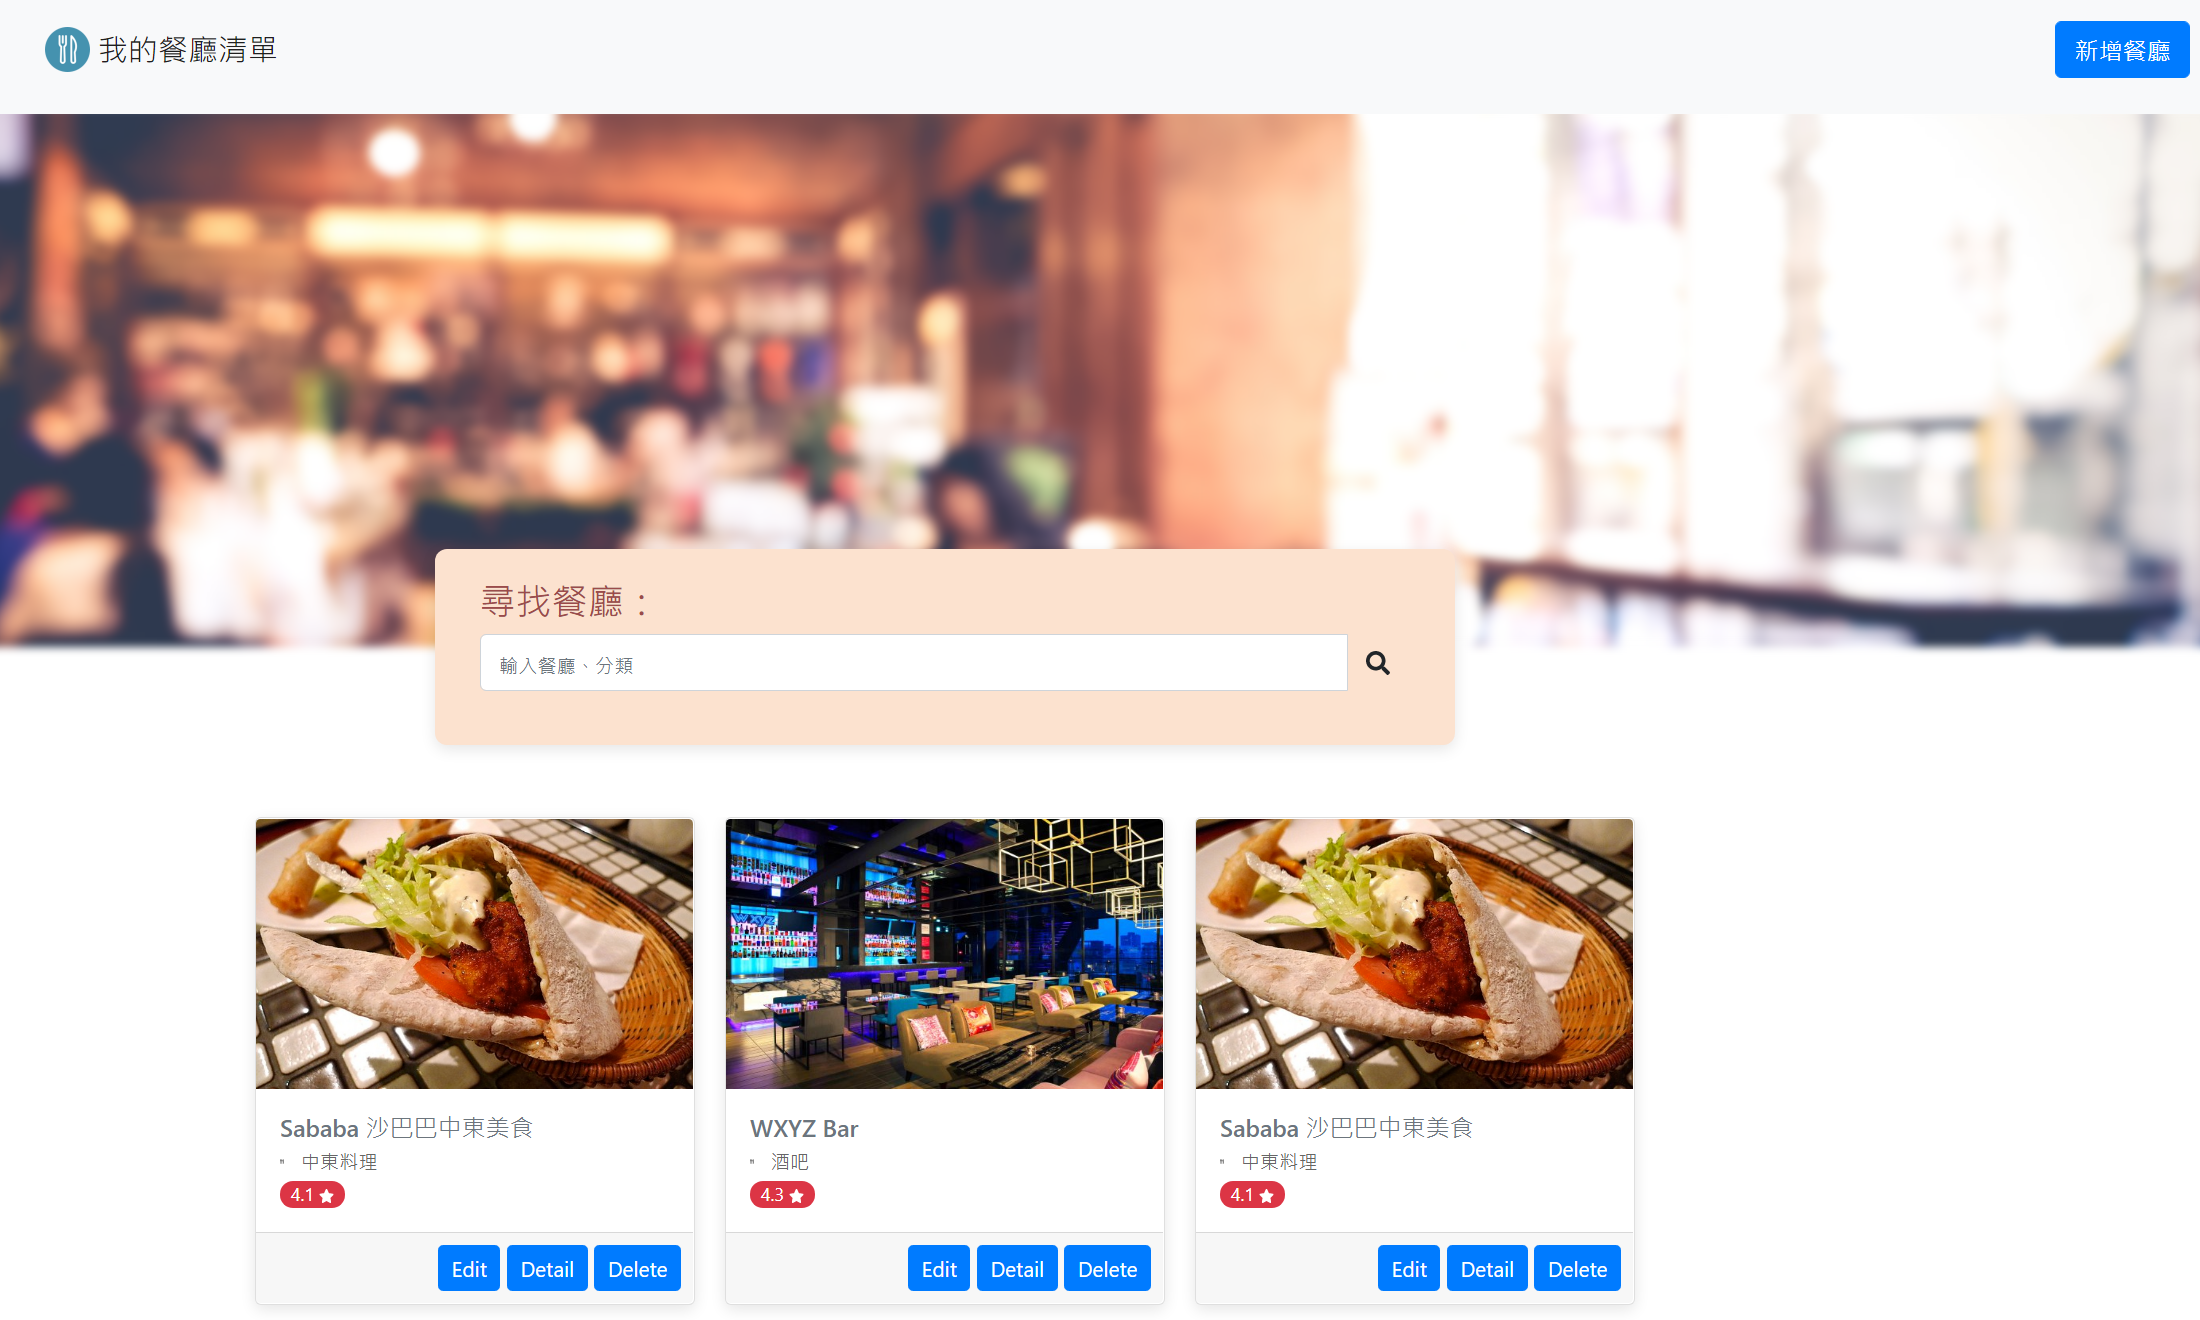 我的餐廳清單
新增餐廳
尋找餐廳：
輸入餐廳、分類
Sababa 沙巴巴中東美食
中東料理
4.1
Edit Detail Delete
WXYZ Bar
酒吧
4.3
Edit Detail Delete
Sababa 沙巴巴中東美食
中東料理
4.1
Edit Detail Delete